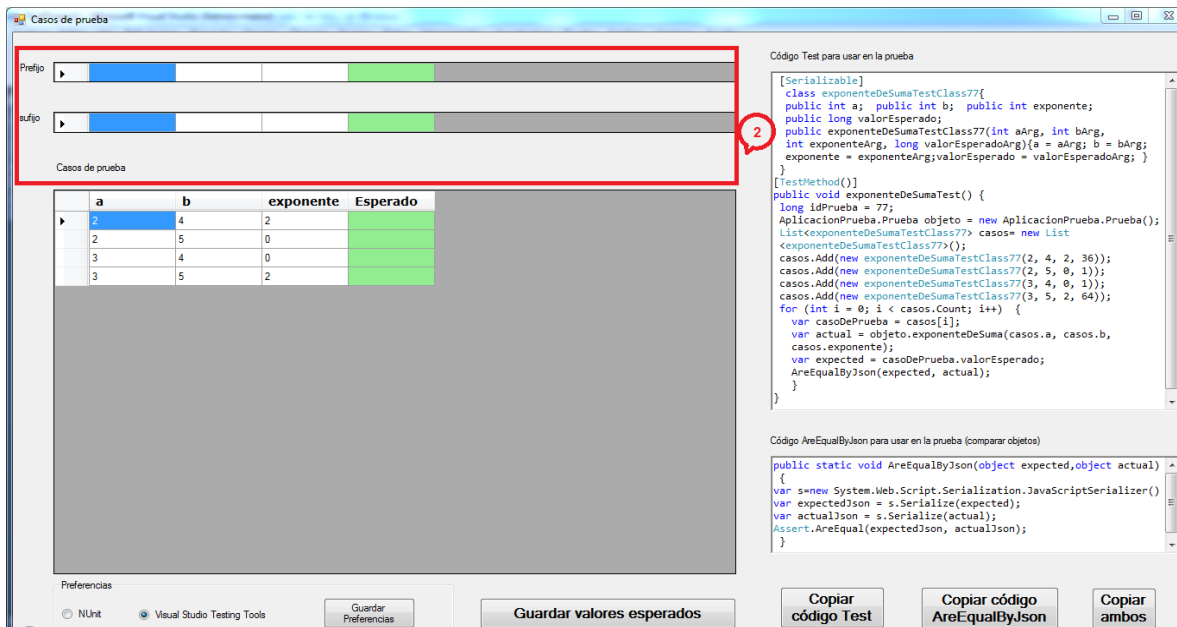 Casos de prueba
Prefijo
sufijo
2
Casos de prueba
a b exponente Esperado
2 4 2
2 5 0
3 4 0
3 5 2
Preferencias
NUnit Visual Studio Testing Tools
Guardar
Preferencias
Guardar valores esperados
Código Test para usar en la prueba
[Serializable]
class exponenteDeSumaTestClass77{
public int a; public int b; public int exponente;
public long valorEsperado;
public exponenteDeSumaTestClass77(int aArg, int bArg,
int exponenteArg, long valorEsperadoArg){a = aArg; b = bArg;
exponente = exponenteArg;valorEsperado = valorEsperadoArg; }
}
[TestMethod()]
public void exponenteDeSumaTest() {
long idPrueba = 77;
AplicacionPrueba.Prueba objeto = new AplicacionPrueba.Prueba();
List<exponenteDeSumaTestClass77> casos= new List
<exponenteDeSumaTestClass77>();
casos.Add(new exponenteDeSumaTestClass77(2, 4, 2, 36));
casos.Add(new exponenteDeSumaTestClass77(2, 5, 0, 1));
casos.Add(new exponenteDeSumaTestClass77(3, 4, 0, 1));
casos.Add(new exponenteDeSumaTestClass77(3, 5, 2, 64));
for (int i = 0; i < casos.Count; i++) {
var casoDePrueba = casos[i];
var actual = objeto.exponenteDeSuma(casos.a, casos.b,
casos.exponente);
var expected = casoDePrueba.valorEsperado;
AreEqualByJson(expected, actual);
}
}
Código AreEqualByJson para usar en la prueba (comparar objetos)
public static void AreEqualByJson(object expected,object actual)
{
var s=new System.Web.Script.Serialization.JavaScriptSerializer()
var expectedJson = s.Serialize(expected);
var actualJson = s.Serialize(actual);
Assert.AreEqual(expectedJson, actualJson);
}
Copiar
código Test
Copiar código
AreEqualByJson
Copiar
ambos